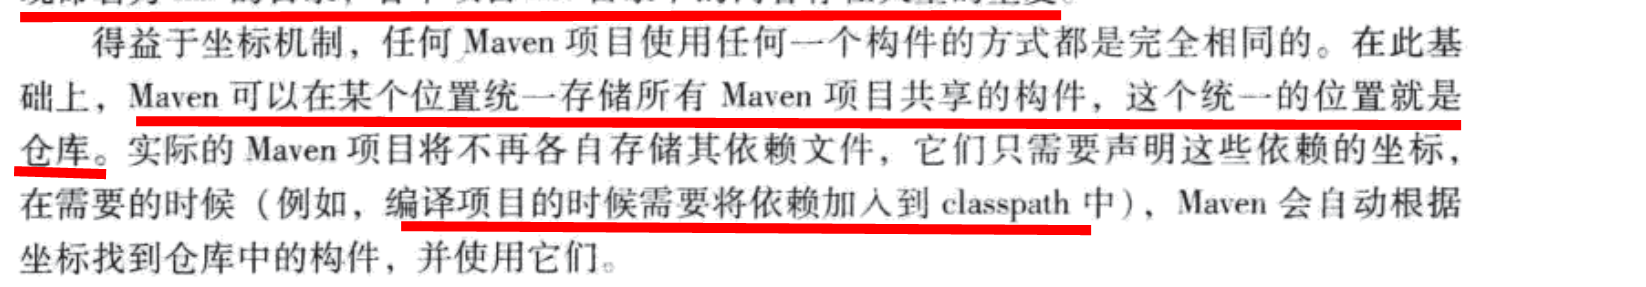 得益于坐标机制，任何 Maven 项目使用任何一个构件的方式都是完全相同的。在此基
础上，Maven 可以在某个位置统一存储所有 Maven 项目共享的构件，这个统一的位置就是
仓库。实际的 Maven 项目将不再各自存储其依赖文件，它们只需要声明这些依赖的坐标，
在需要的时候（例如，编译项目的时候需要将依赖加入到 classpath 中），Maven 会自动根据
坐标找到仓库中的构件，并使用它们。